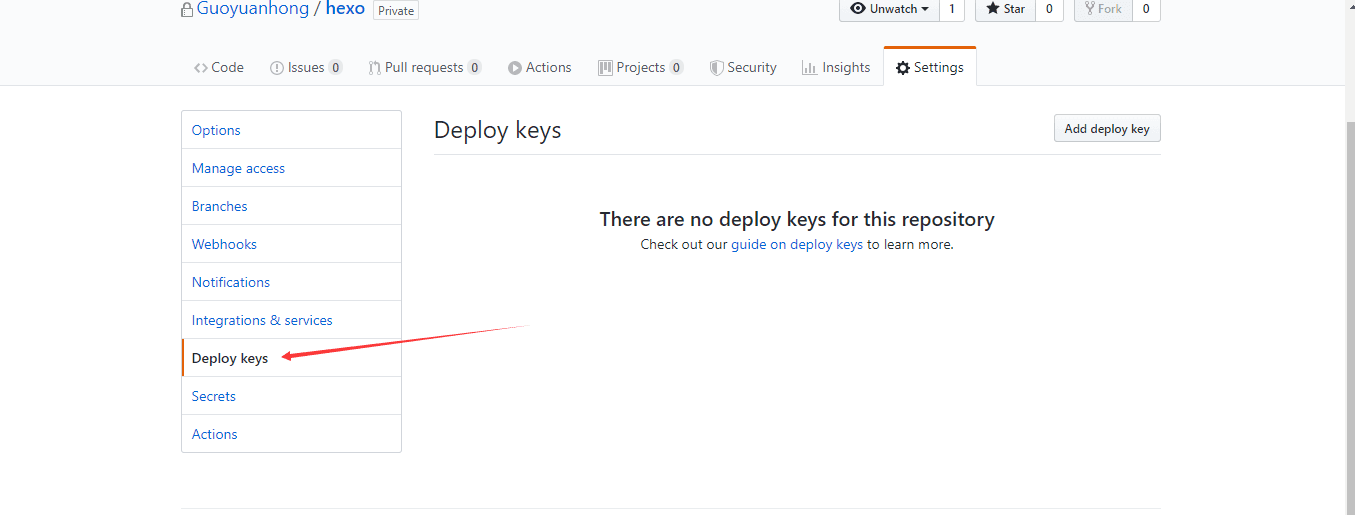 Guoyuanhong / hexo Private Unwatch 1 Star 0 Fork 0
Code Issues 0 Pull requests 0 Actions Projects 0 Security Insights Settings
Options
Manage access
Branches
Webhooks
Notifications
Integrations & services
Deploy keys
Secrets
Actions
Deploy keys Add deploy key
There are no deploy keys for this repository
Check out our guide on deploy keys to learn more.